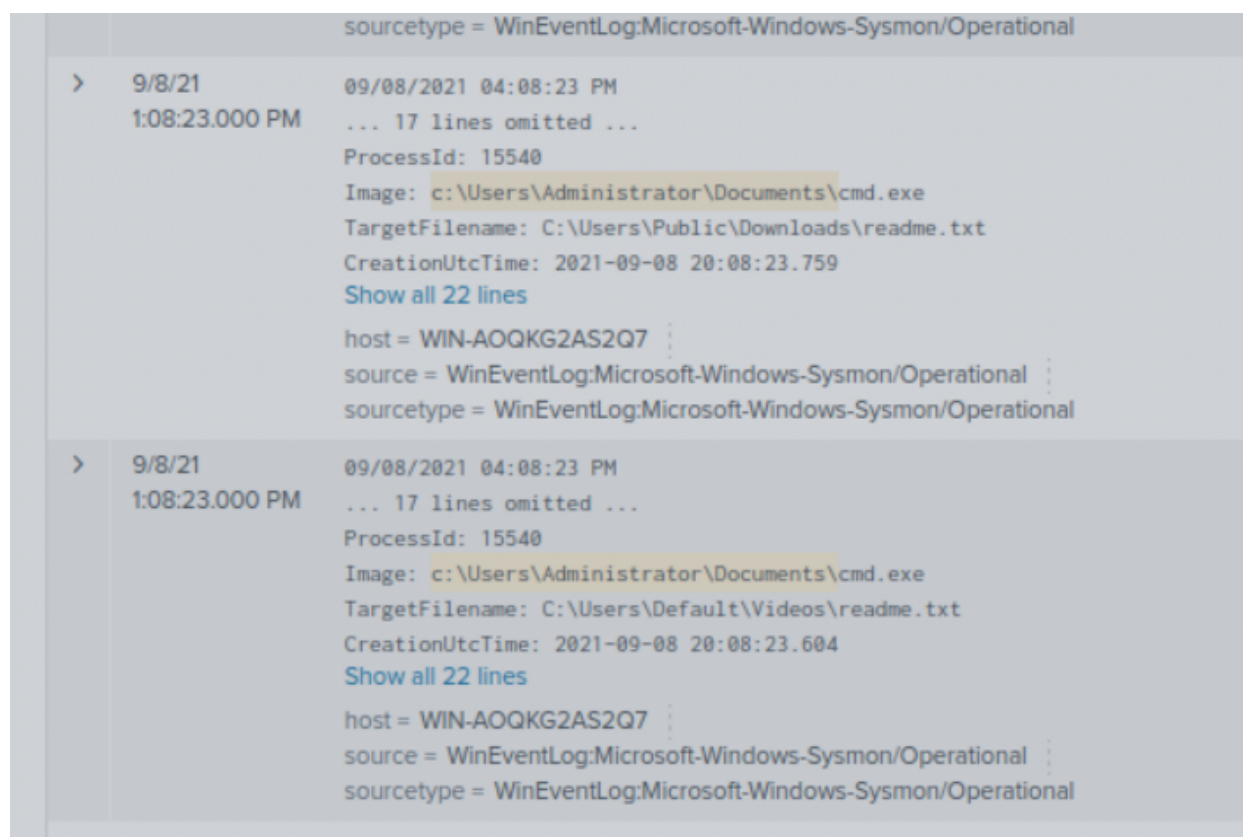 sourcetype = WinEventLog:Microsoft-Windows-Sysmon/Operational
> 9/8/21 09/08/2021 04:08:23 PM
1:08:23.000 PM ... 17 lines omitted ...
ProcessId: 15540
Image: c:\Users\Administrator\Documents\cmd.exe
TargetFilename: C:\Users\Public\Downloads\readme.txt
CreationUtcTime: 2021-09-08 20:08:23.759
Show all 22 lines
host = WIN-AOQKG2AS2Q7
source = WinEventLog:Microsoft-Windows-Sysmon/Operational
sourcetype = WinEventLog:Microsoft-Windows-Sysmon/Operational
> 9/8/21 09/08/2021 04:08:23 PM
1:08:23.000 PM ... 17 lines omitted ...
ProcessId: 15540
Image: c:\Users\Administrator\Documents\cmd.exe
TargetFilename: C:\Users\Default\Videos\readme.txt
CreationUtcTime: 2021-09-08 20:08:23.604
Show all 22 lines
host = WIN-AOQKG2AS2Q7
source = WinEventLog:Microsoft-Windows-Sysmon/Operational
sourcetype = WinEventLog:Microsoft-Windows-Sysmon/Operational